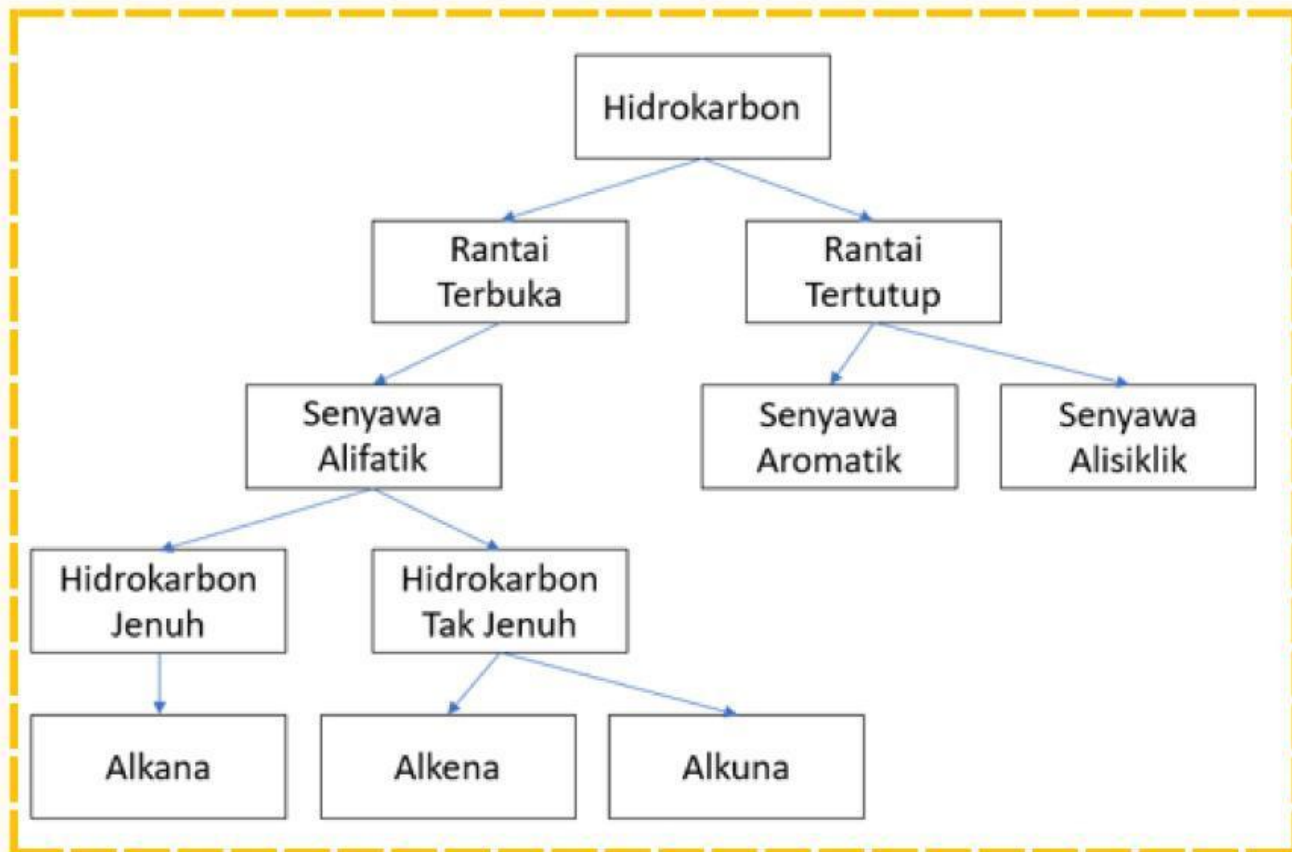 Hidrokarbon
Rantai
Terbuka
Rantai
Tertutup
Senyawa
Alifatik
Senyawa
Aromatik
Senyawa
Alisiklik
Hidrokarbon
Jenuh
Hidrokarbon
Tak Jenuh
Alkana
Alkena
Alkuna